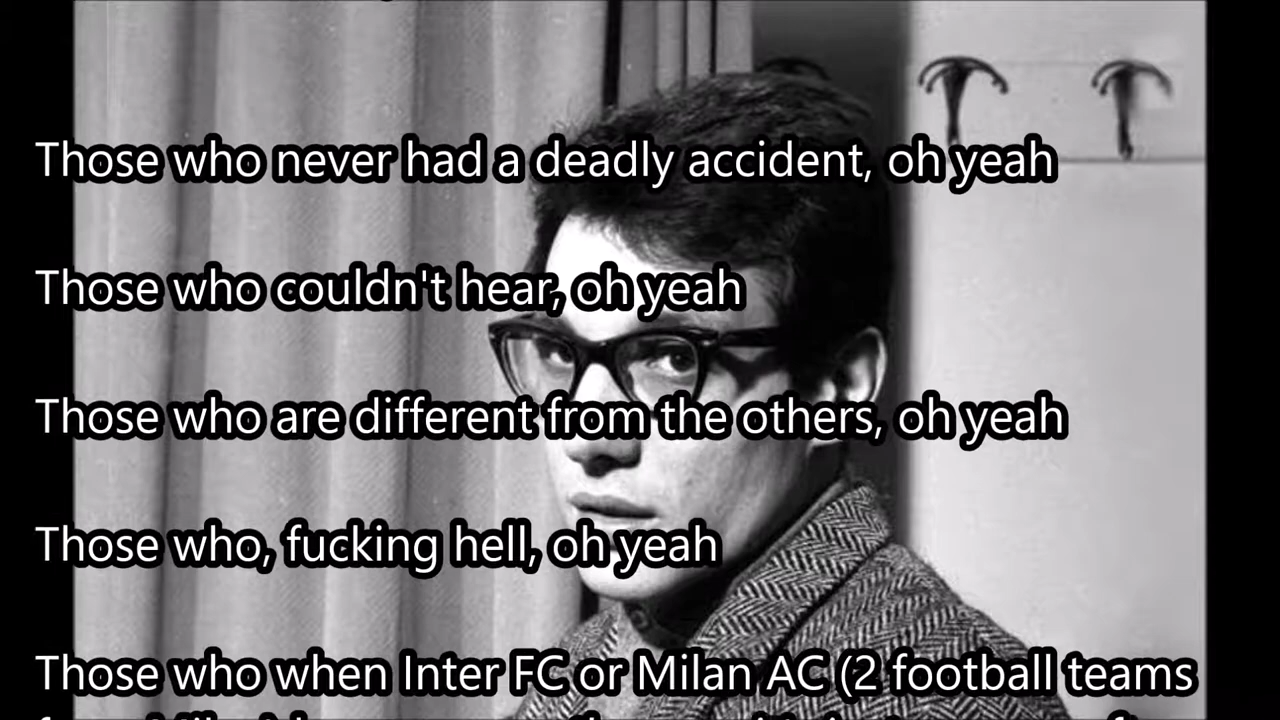 Those who never had a deadly accident, oh yeah
Those who couldn't hear, oh yeah
Those who are different from the others, oh yeah
Those who, fucking hell, oh yeah
Those who when Inter FC or Milan AC (2 football teams